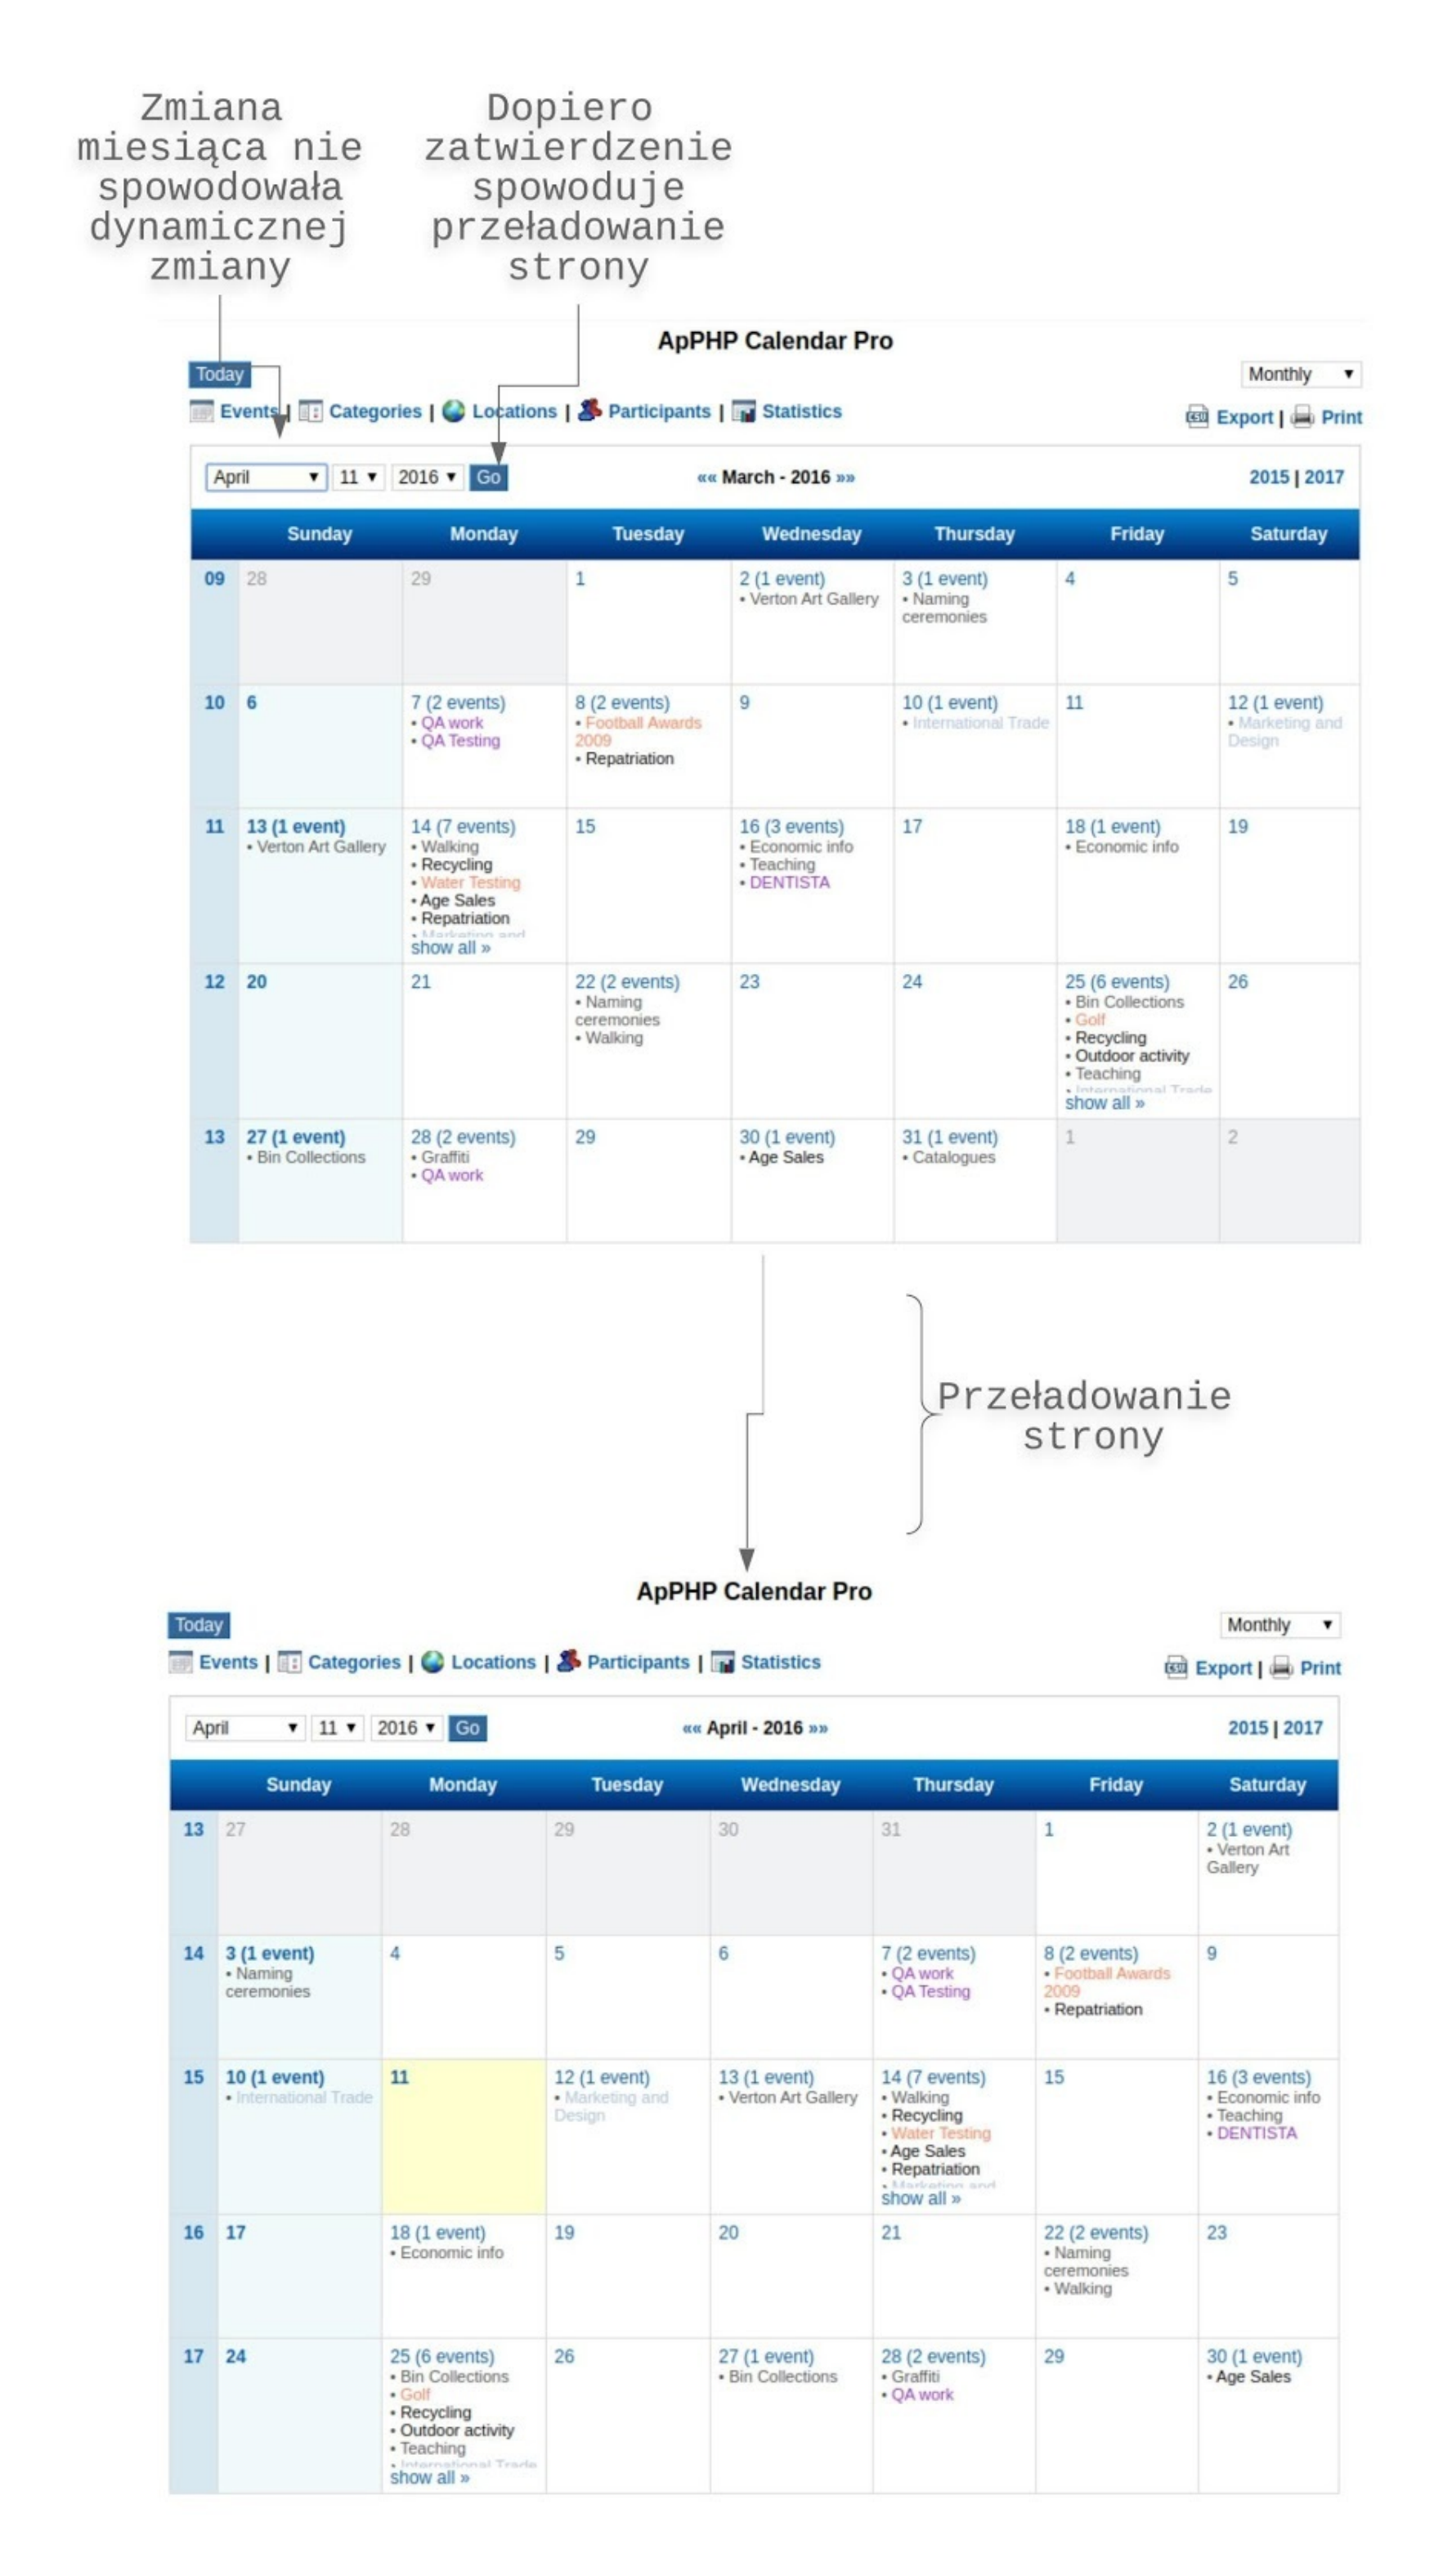 Zmiana
miesiąca nie
spowodowała
dynamicznej
zmiany
Dopiero
zatwierdzenie
spowoduje
przeładowanie
strony
ApPHP Calendar Pro
Today
Monthly
Events | Categories | Locations | Participants | Statistics
Export | Print
April 11 2016 Go
«« March - 2016 »»
2015 | 2017
Sunday Monday Tuesday Wednesday Thursday Friday Saturday
09 28 29 1 2 (1 event) 3 (1 event) 4 5
• Verton Art Gallery • Naming
ceremonies
10 6 7 (2 events) 8 (2 events) 9 10 (1 event) 11 12 (1 event)
• QA work • Football Awards • International Trade • Marketing and
• QA Testing 2009 Design
• Repatriation
11 13 (1 event) 14 (7 events) 15 16 (3 events) 17 18 (1 event) 19
• Verton Art Gallery • Walking • Economic info • Economic info
• Recycling • Teaching
• Water Testing • DENTISTA
• Age Sales
• Repatriation
• Marketing and
show all »
12 20 21 22 (2 events) 23 24 25 (6 events) 26
• Naming • Bin Collections
ceremonies • Golf
• Walking • Recycling
• Outdoor activity
• Teaching
• International Trade
show all »
13 27 (1 event) 28 (2 events) 29 30 (1 event) 31 (1 event) 1 2
• Bin Collections • Graffiti • Age Sales • Catalogues
• QA work
Przeładowanie
strony
ApPHP Calendar Pro
Today
Monthly
Events | Categories | Locations | Participants | Statistics
Export | Print
April 11 2016 Go
«« April - 2016 »»
2015 | 2017
Sunday Monday Tuesday Wednesday Thursday Friday Saturday
13 27 28 29 30 31 1 2 (1 event)
• Verton Art
Gallery
14 3 (1 event) 4 5 6 7 (2 events) 8 (2 events) 9
• Naming • QA work • Football Awards
ceremonies • QA Testing 2009
• Repatriation
15 10 (1 event) 11 12 (1 event) 13 (1 event) 14 (7 events) 15 16 (3 events)
• International Trade • Marketing and • Verton Art Gallery • Walking • Economic info
Design • Recycling • Teaching
• Water Testing • DENTISTA
• Age Sales
• Repatriation
• Marketing and
show all »
16 17 18 (1 event) 19 20 21 22 (2 events) 23
• Economic info • Naming
ceremonies
• Walking
17 24 25 (6 events) 26 27 (1 event) 28 (2 events) 29 30 (1 event)
• Bin Collections • Bin Collections • Graffiti • Age Sales
• Golf • QA work
• Recycling
• Outdoor activity
• Teaching
• International Trade
show all »